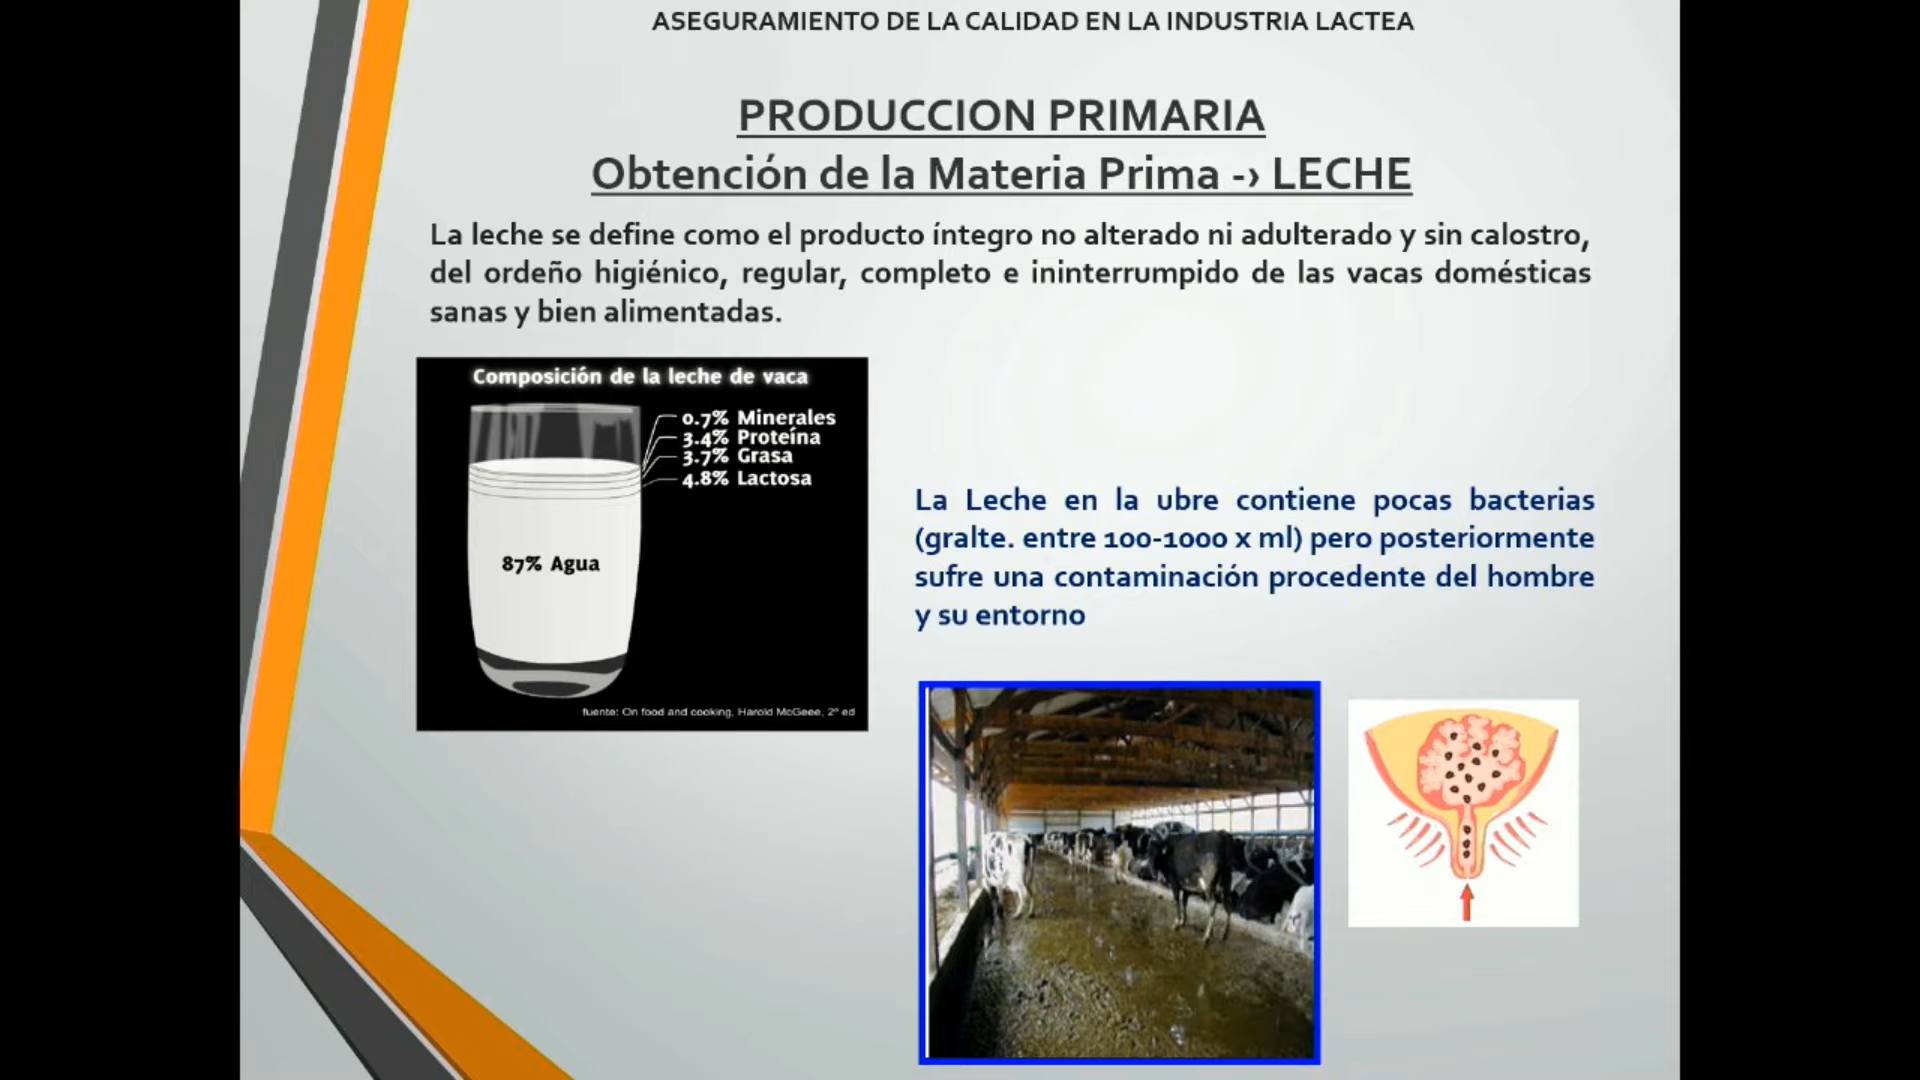 ASEGURAMIENTO DE LA CALIDAD EN LA INDUSTRIA LACTEA
PRODUCCION PRIMARIA
Obtención de la Materia Prima -› LECHE
La leche se define como el producto íntegro no alterado ni adulterado y sin calostro,
del ordeño higiénico, regular, completo e ininterrumpido de las vacas domésticas
sanas y bien alimentadas.
Composición de la leche de vaca
0.7% Minerales
3.4% Proteína
3.7% Grasa
4.8% Lactosa
87% Agua
fuente: On food and cooking, Harold McGeee, 2ª ed
La Leche en la ubre contiene pocas bacterias
(gralte. entre 100-1000 x ml) pero posteriormente
sufre una contaminación procedente del hombre
y su entorno